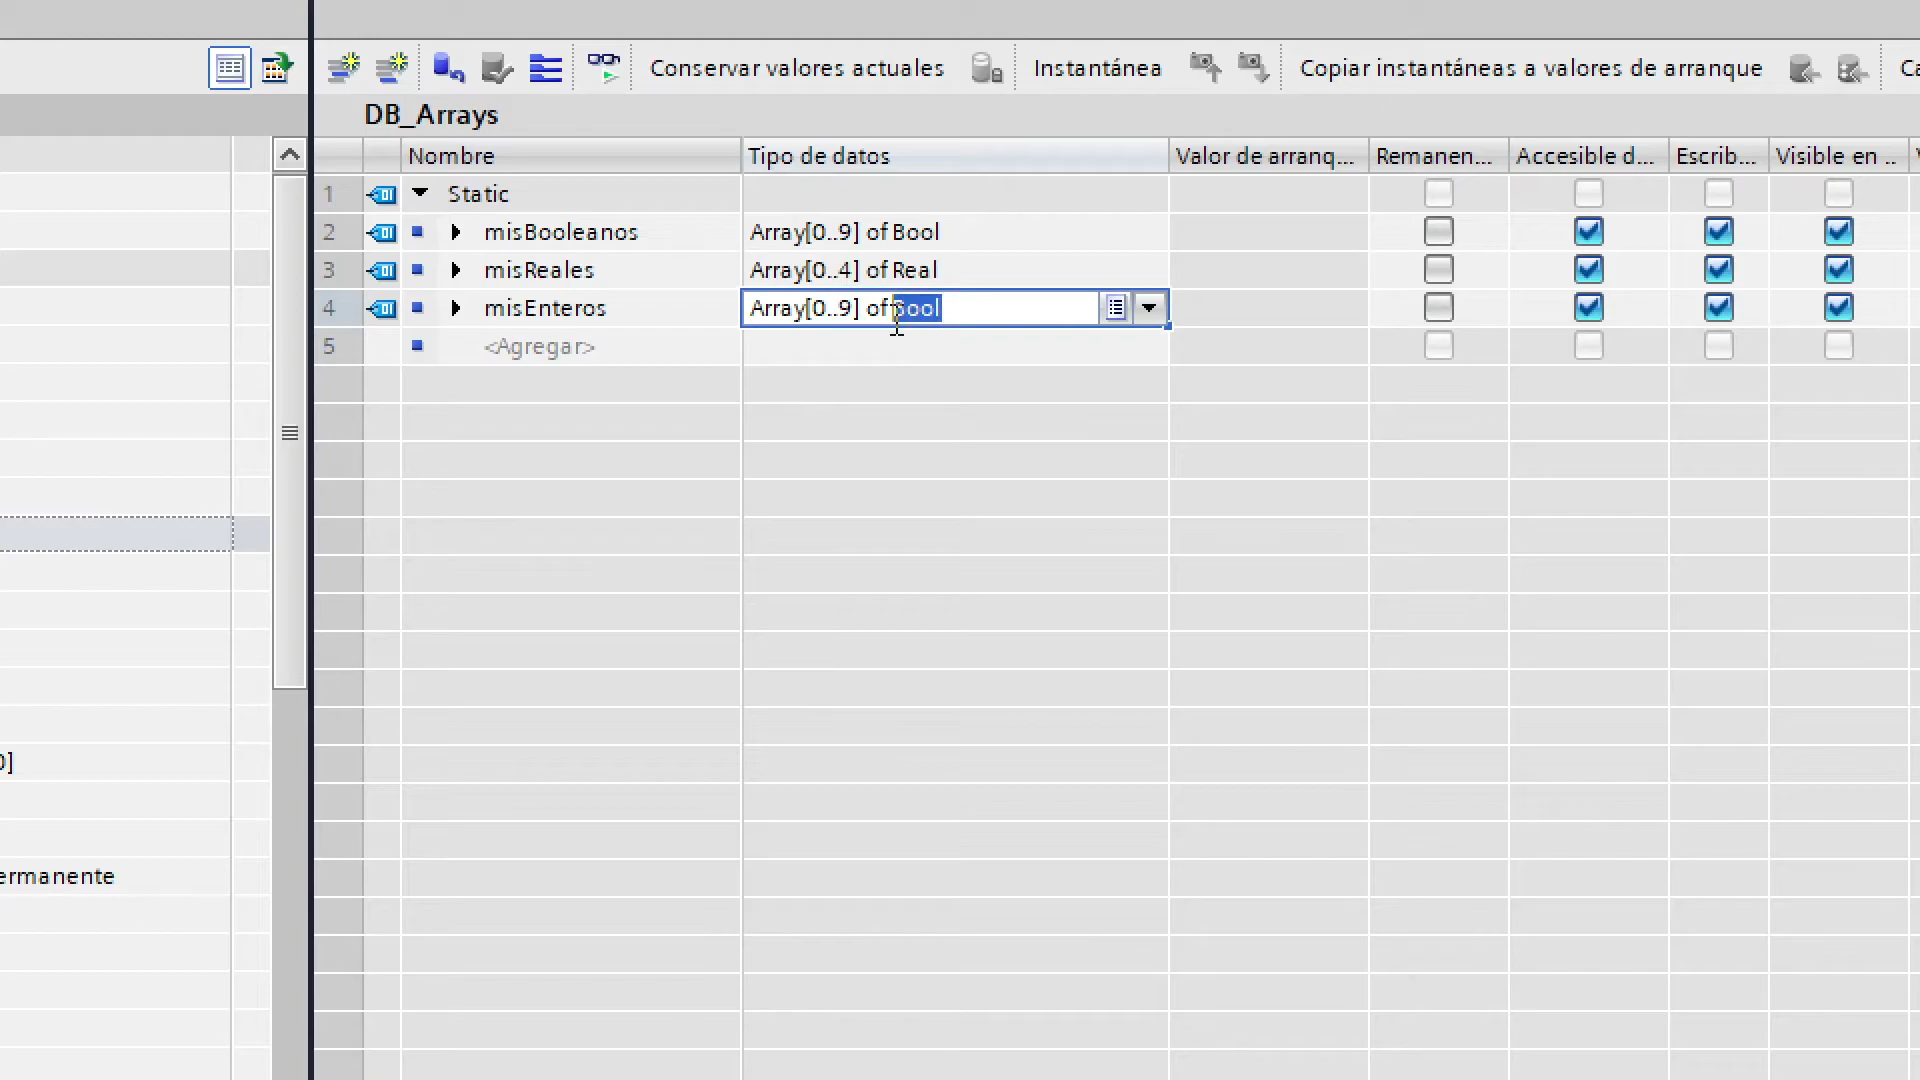 Conservar valores actuales Instantánea Copiar instantáneas a valores de arranque
DB_Arrays
Nombre Tipo de datos Valor de arranq... Remanen... Accesible d... Escrib... Visible en ..
1 Static
2 misBooleanos Array[0..9] of Bool
3 misReales Array[0..4] of Real
4 misEnteros Array[0..9] of Bool
5 <Agregar>
0]
ermanente